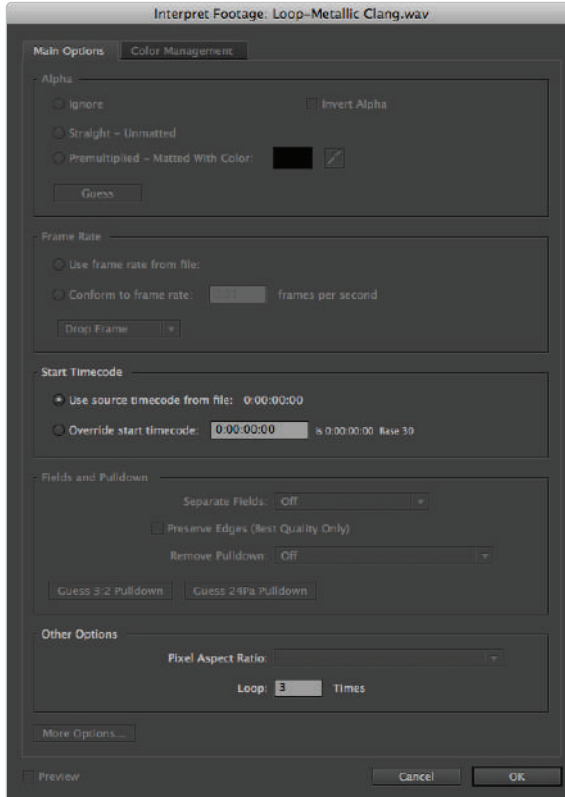 Interpret Footage: Loop-Metallic Clang.wav
Main Options Color Management
Alpha
Ignore Invert Alpha
Straight - Unmatted
Premultiplied - Matted With Color:
Guess
Frame Rate
Use frame rate from file:
Conform to frame rate: frames per second
Drop Frame
Start Timecode
Use source timecode from file: 0:00:00:00
Override start timecode: 0:00:00:00 is 0:00:00:00 Base 30
Fields and Pulldown
Separate Fields: Off
Preserve Edges (Best Quality Only)
Remove Pulldown: Off
Guess 3:2 Pulldown Guess 24Pa Pulldown
Other Options
Pixel Aspect Ratio:
Loop: 3 Times
More Options...
Preview Cancel OK